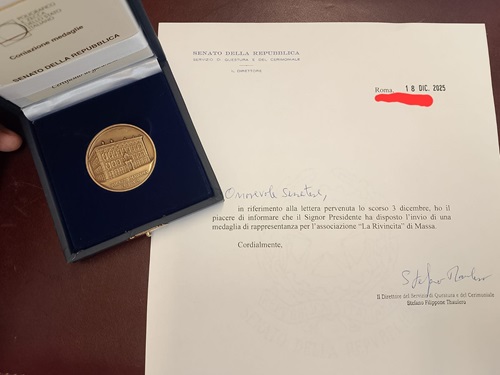 Coniazione medaglie
SENATO DELLA REPUBBLICA
SENATO DELLA REPUBBLICA
SERVIZIO DI QUESTURA E DEL CERIMONIALE
IL DIRETTORE
Roma, 18 DIC. 2025
Onorevole Senatore,
in riferimento alla lettera pervenuta lo scorso 3 dicembre, ho il
piacere di informare che il Signor Presidente ha disposto l'invio di una
medaglia di rappresentanza per l'associazione "La Rivincita" di Massa.
Cordialmente,
Il Direttore del Servizio di Questura e del Cerimoniale
Stefano Filippone Thaulero